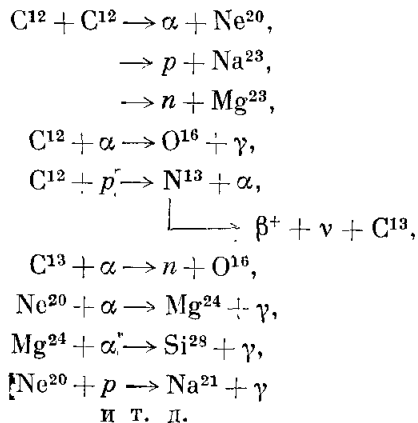 C¹² + C¹² → α + Ne²⁰,
→ p + Na²³,
→ n + Mg²³,
C¹² + α → O¹⁶ + γ,
C¹² + p → N¹³ + α,
→ β⁺ + ν + C¹³,
C¹³ + α → n + O¹⁶,
Ne²⁰ + α → Mg²⁴ + γ,
Mg²⁴ + α → Si²⁸ + γ,
Ne²⁰ + p → Na²¹ + γ
и т. д.